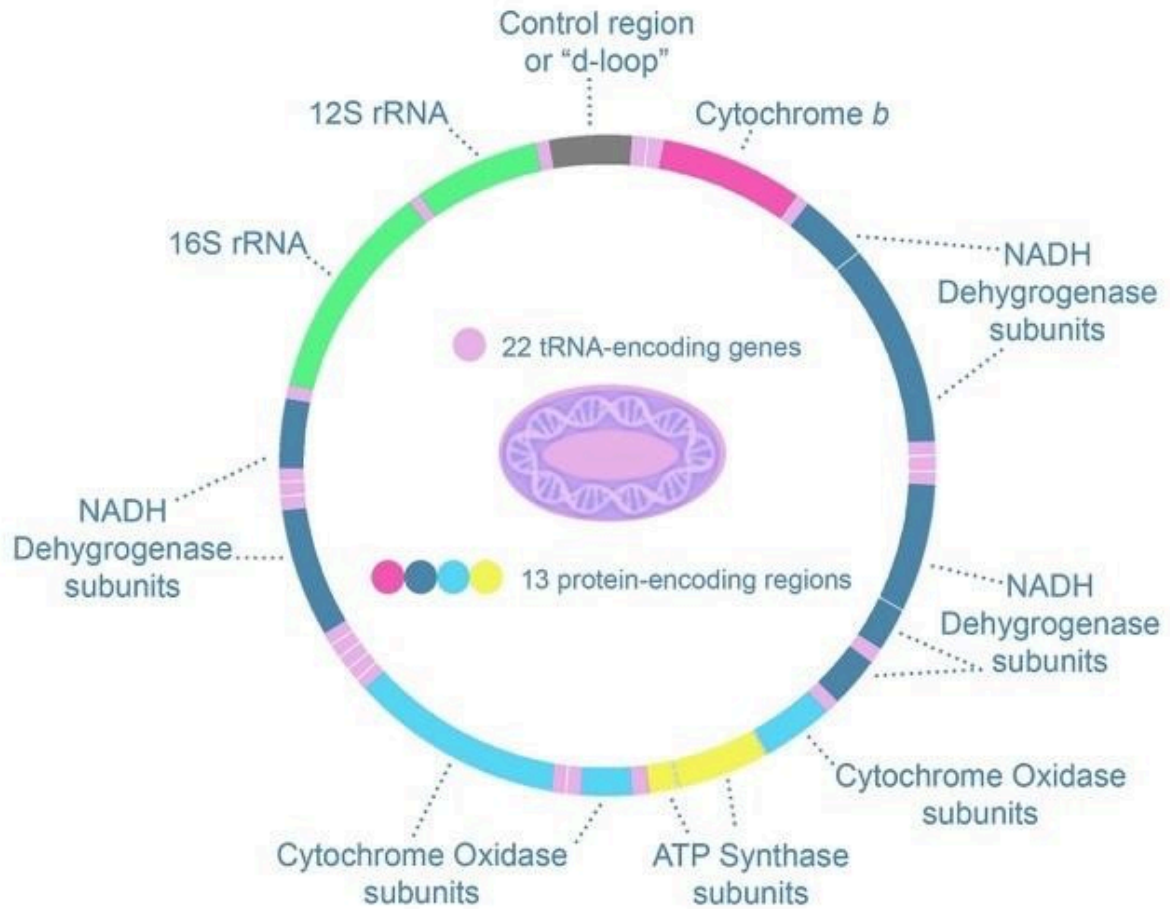 Control region
or “d-loop”
12S rRNA
Cytochrome b
16S rRNA
NADH
Dehygrogenase
subunits
22 tRNA-encoding genes
NADH
Dehygrogenase
subunits
13 protein-encoding regions
NADH
Dehygrogenase
subunits
Cytochrome Oxidase
subunits
Cytochrome Oxidase
subunits
ATP Synthase
subunits